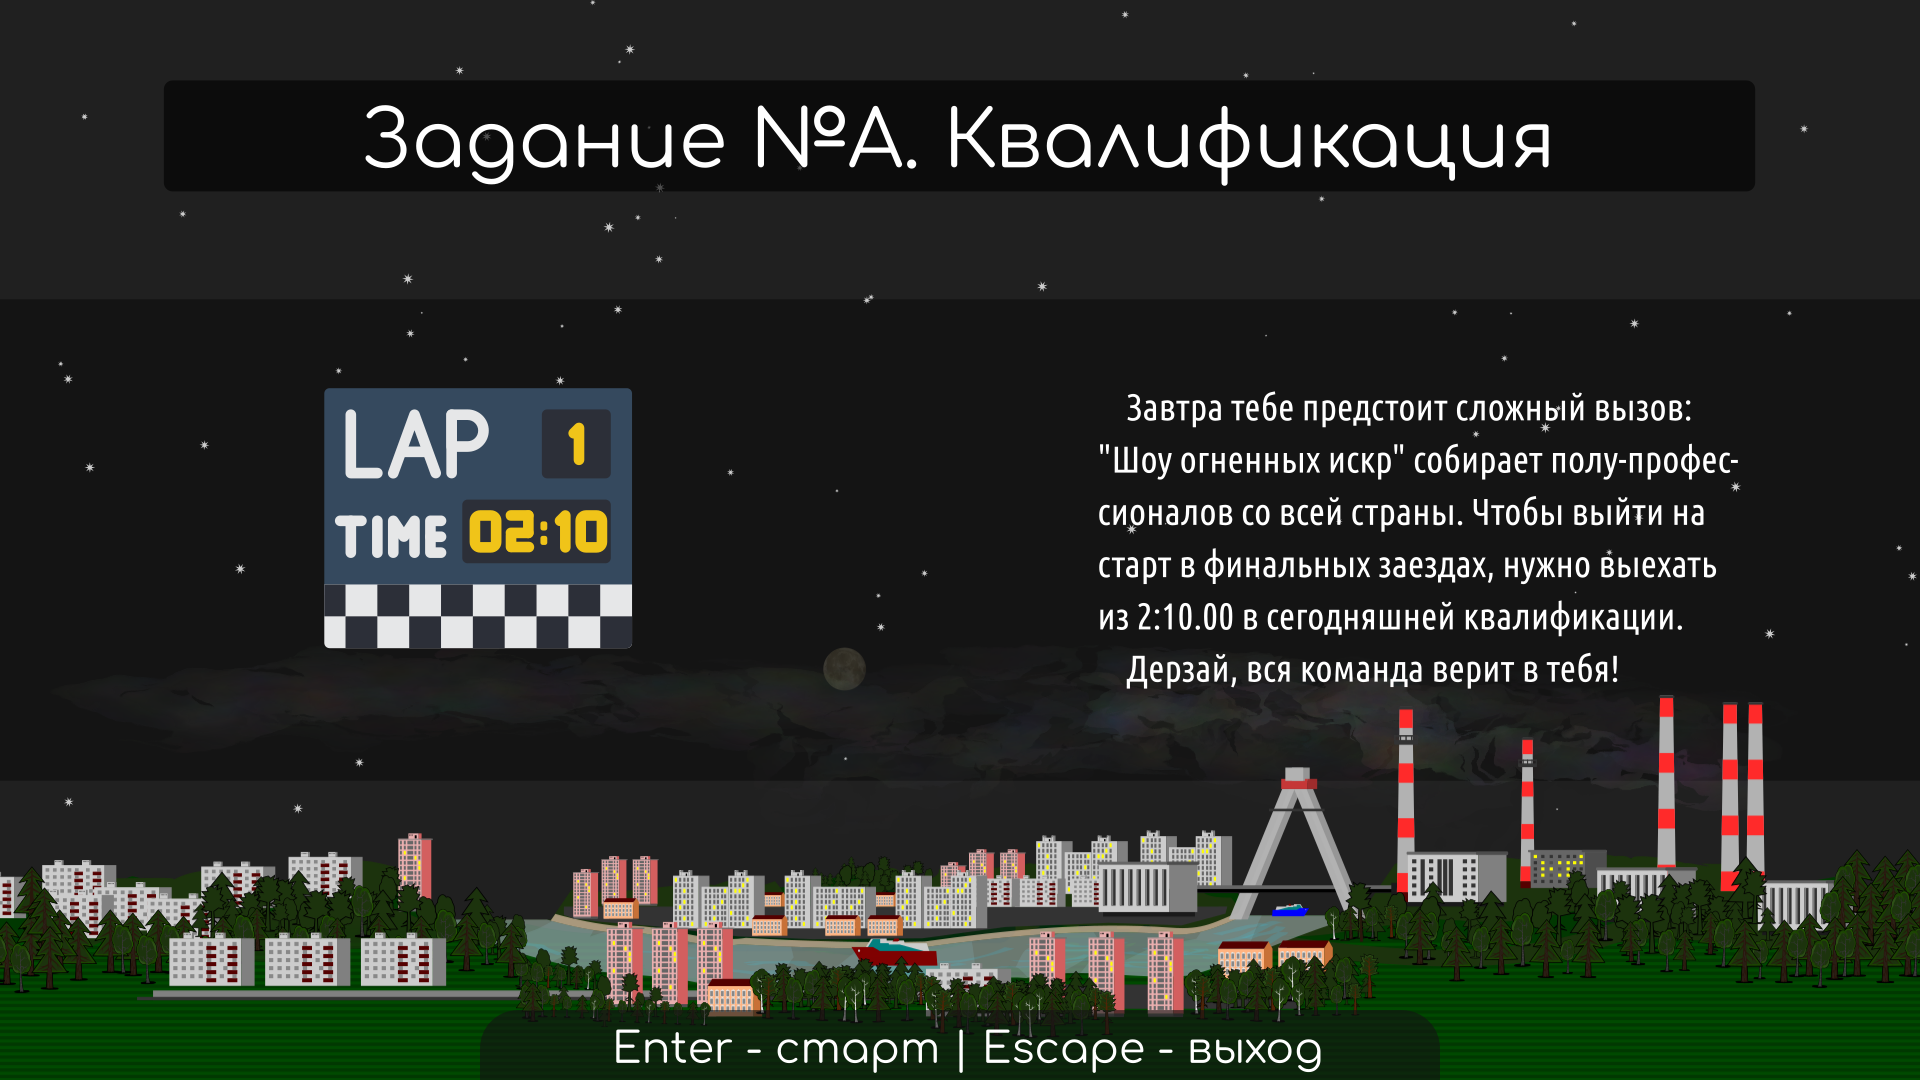 Задание №А. Квалификация
LAP 1
TIME 02:10
Завтра тебе предстоит сложный вызов:
"Шоу огненных искр" собирает полу-профес-
сионалов со всей страны. Чтобы выйти на
старт в финальных заездах, нужно выехать
из 2:10.00 в сегодняшней квалификации.
Дерзай, вся команда верит в тебя!
Enter - старт | Escape - выход